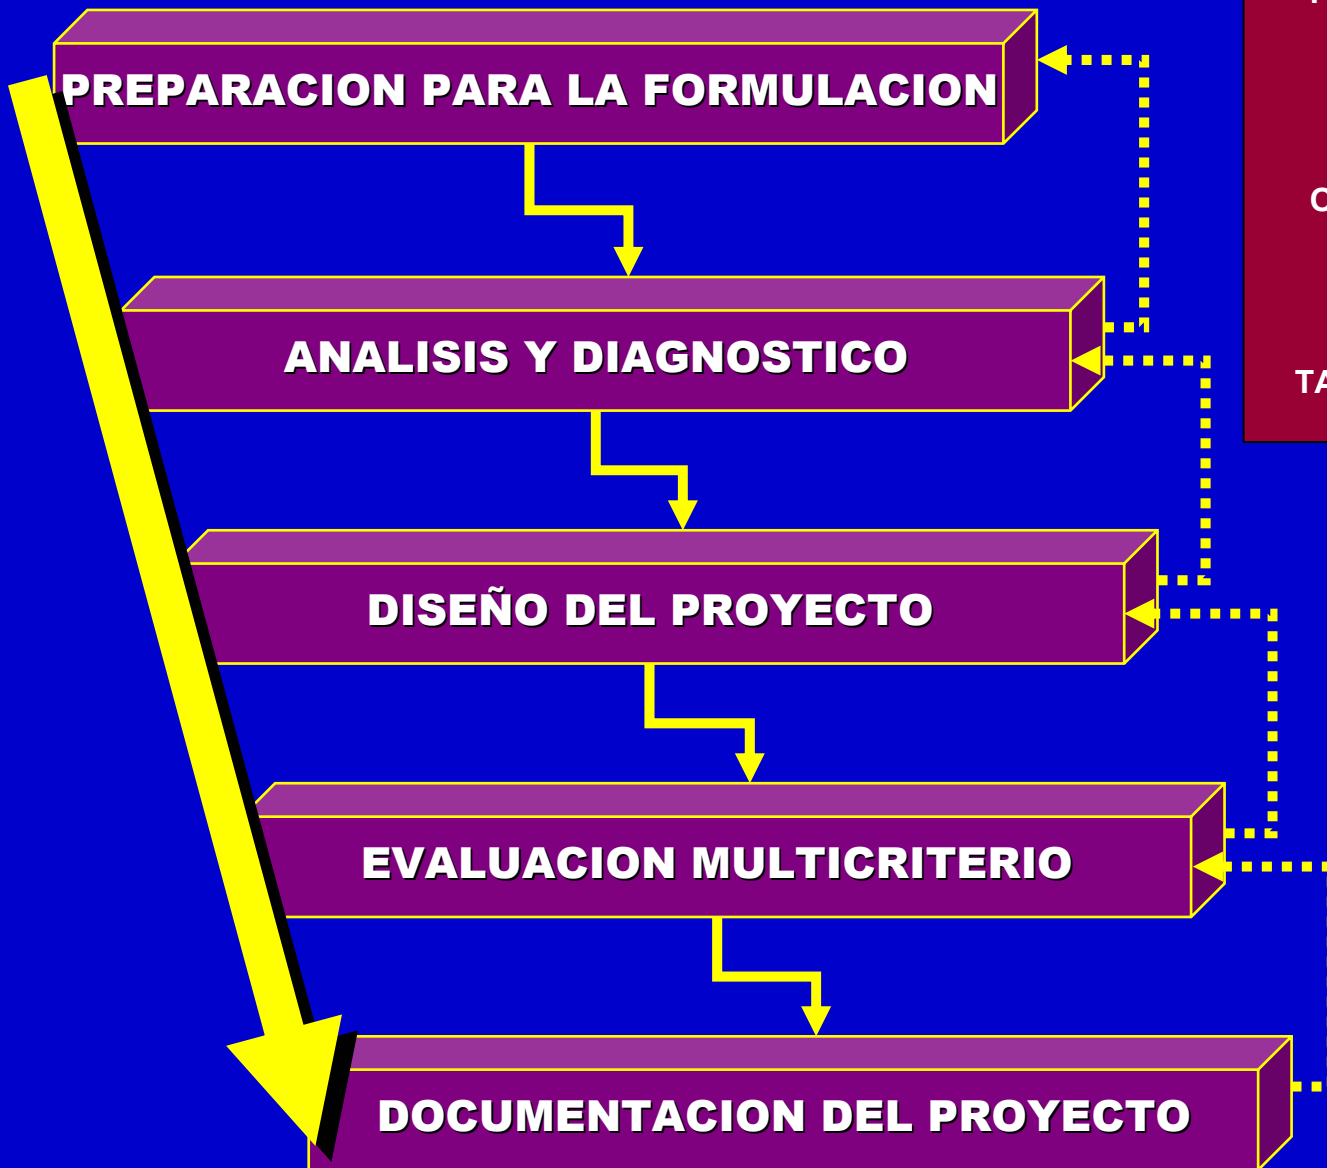 PREPARACION PARA LA FORMULACION
ANALISIS Y DIAGNOSTICO
DISEÑO DEL PROYECTO
EVALUACION MULTICRITERIO
DOCUMENTACION DEL PROYECTO